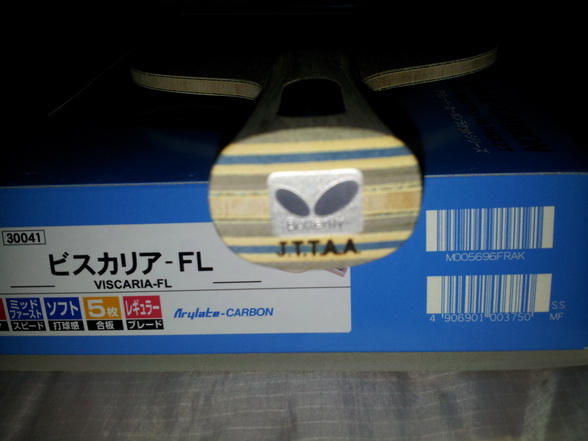 Butterfly
J.T.T.A.A
30041
ビスカリア-FL
VISCARIA-FL
ミッド
ファースト
スピード
ソフト
打球感
5枚
合板
レギュラー
ブレード
Arylate-CARBON
M005696FRAK
4 906901 003750
SS
MF